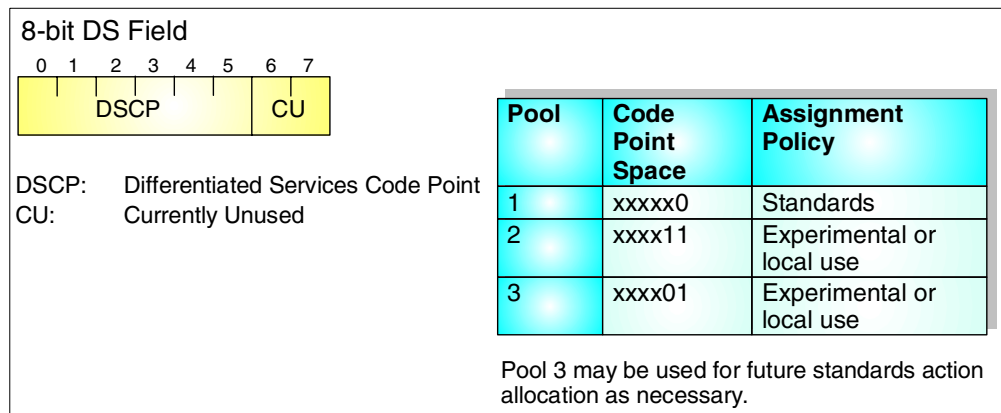 8-bit DS Field
0 1 2 3 4 5 6 7
DSCP CU
DSCP: Differentiated Services Code Point
CU: Currently Unused
Pool Code Point Space Assignment Policy
1 xxxxx0 Standards
2 xxxx11 Experimental or local use
3 xxxx01 Experimental or local use
Pool 3 may be used for future standards action
allocation as necessary.